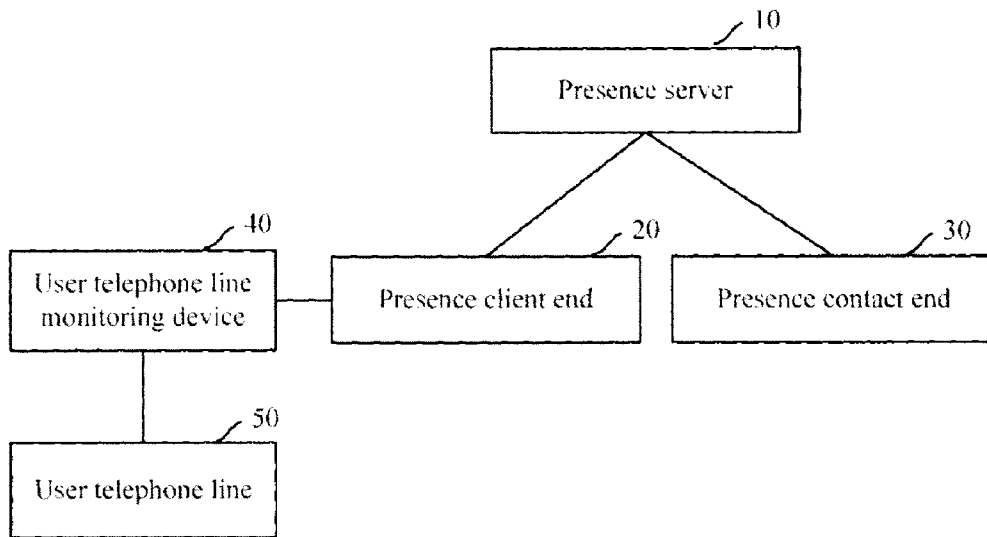 10
Presence server
40
20
30
User telephone line
monitoring device
Presence client end
Presence contact end
50
User telephone line